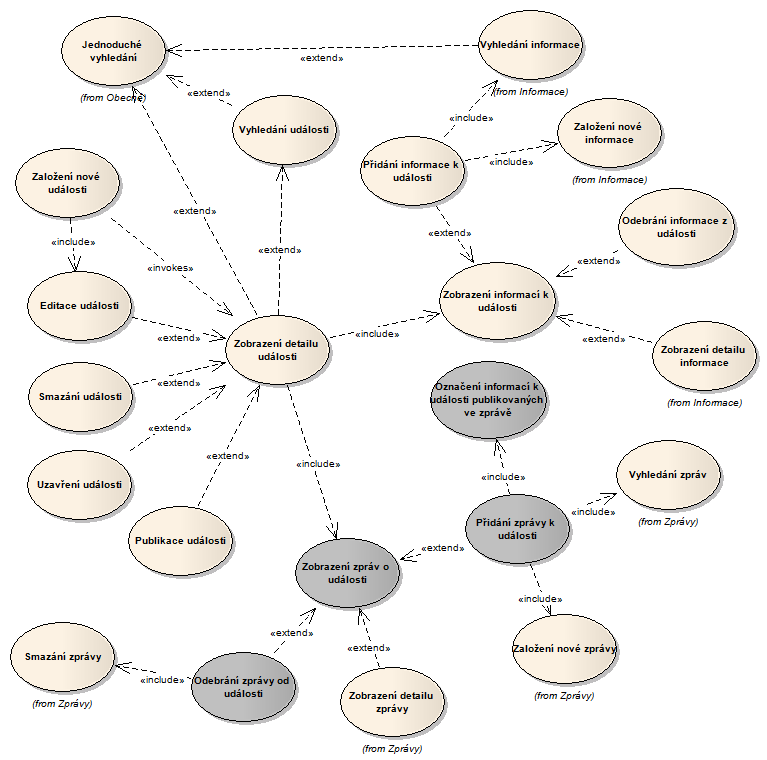 Jednoduché
vyhledání
(from Obecné)
«extend»
Vyhledání informace
(from Informace)
«extend»
Vyhledání události
«include»
Založení nové
informace
(from Informace)
Přidání informace k
události
«include»
Založení nové
události
«extend»
«include»
«invokes»
«extend»
«extend»
Odebrání informace z
události
«extend»
Editace události
Zobrazení informací k
události
«extend»
Zobrazení detailu
události
«include»
«extend»
Zobrazení detailu
informace
(from Informace)
Smazání události
«extend»
Označení informací k
události publikovaných
ve zprávě
«extend»
Uzavření události
«extend»
«include»
«include»
Vyhledání zpráv
(from Zprávy)
«include»
Přidání zprávy k
události
Publikace události
«extend»
Zobrazení zpráv o
události
«include»
«extend»
Založení nové zprávy
(from Zprávy)
«extend»
Smazání zprávy
(from Zprávy)
«include»
Odebrání zprávy od
události
Zobrazení detailu
zprávy
(from Zprávy)